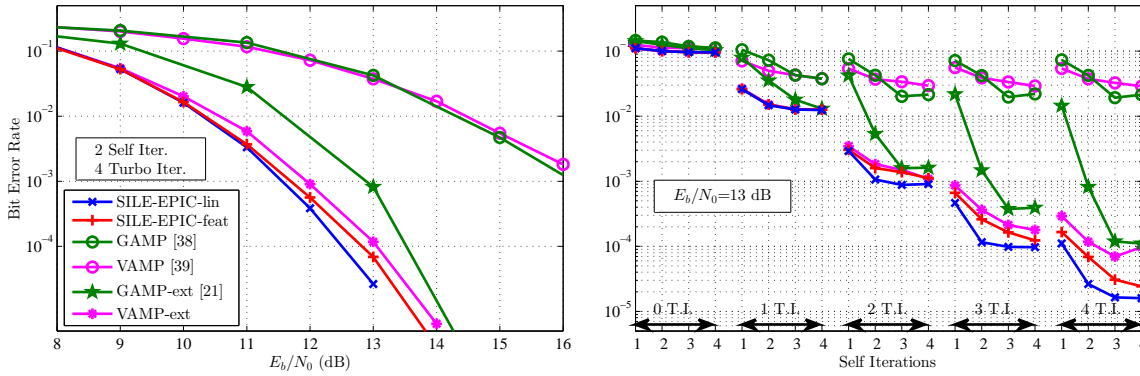 Bit Error Rate
10^{-1}
10^{-2}
10^{-3}
10^{-4}
2 Self Iter.
4 Turbo Iter.
SILE-EPIC-lin
SILE-EPIC-feat
GAMP [38]
VAMP [39]
GAMP-ext [21]
VAMP-ext
8 9 10 11 12 13 14 15 16
E_b/N_0 (dB)
10^{-1}
10^{-2}
10^{-3}
10^{-4}
10^{-5}
E_b/N_0=13 dB
0 T.I. 1 T.I. 2 T.I. 3 T.I. 4 T.I.
1 2 3 4 1 2 3 4 1 2 3 4 1 2 3 4 1 2 3 4
Self Iterations